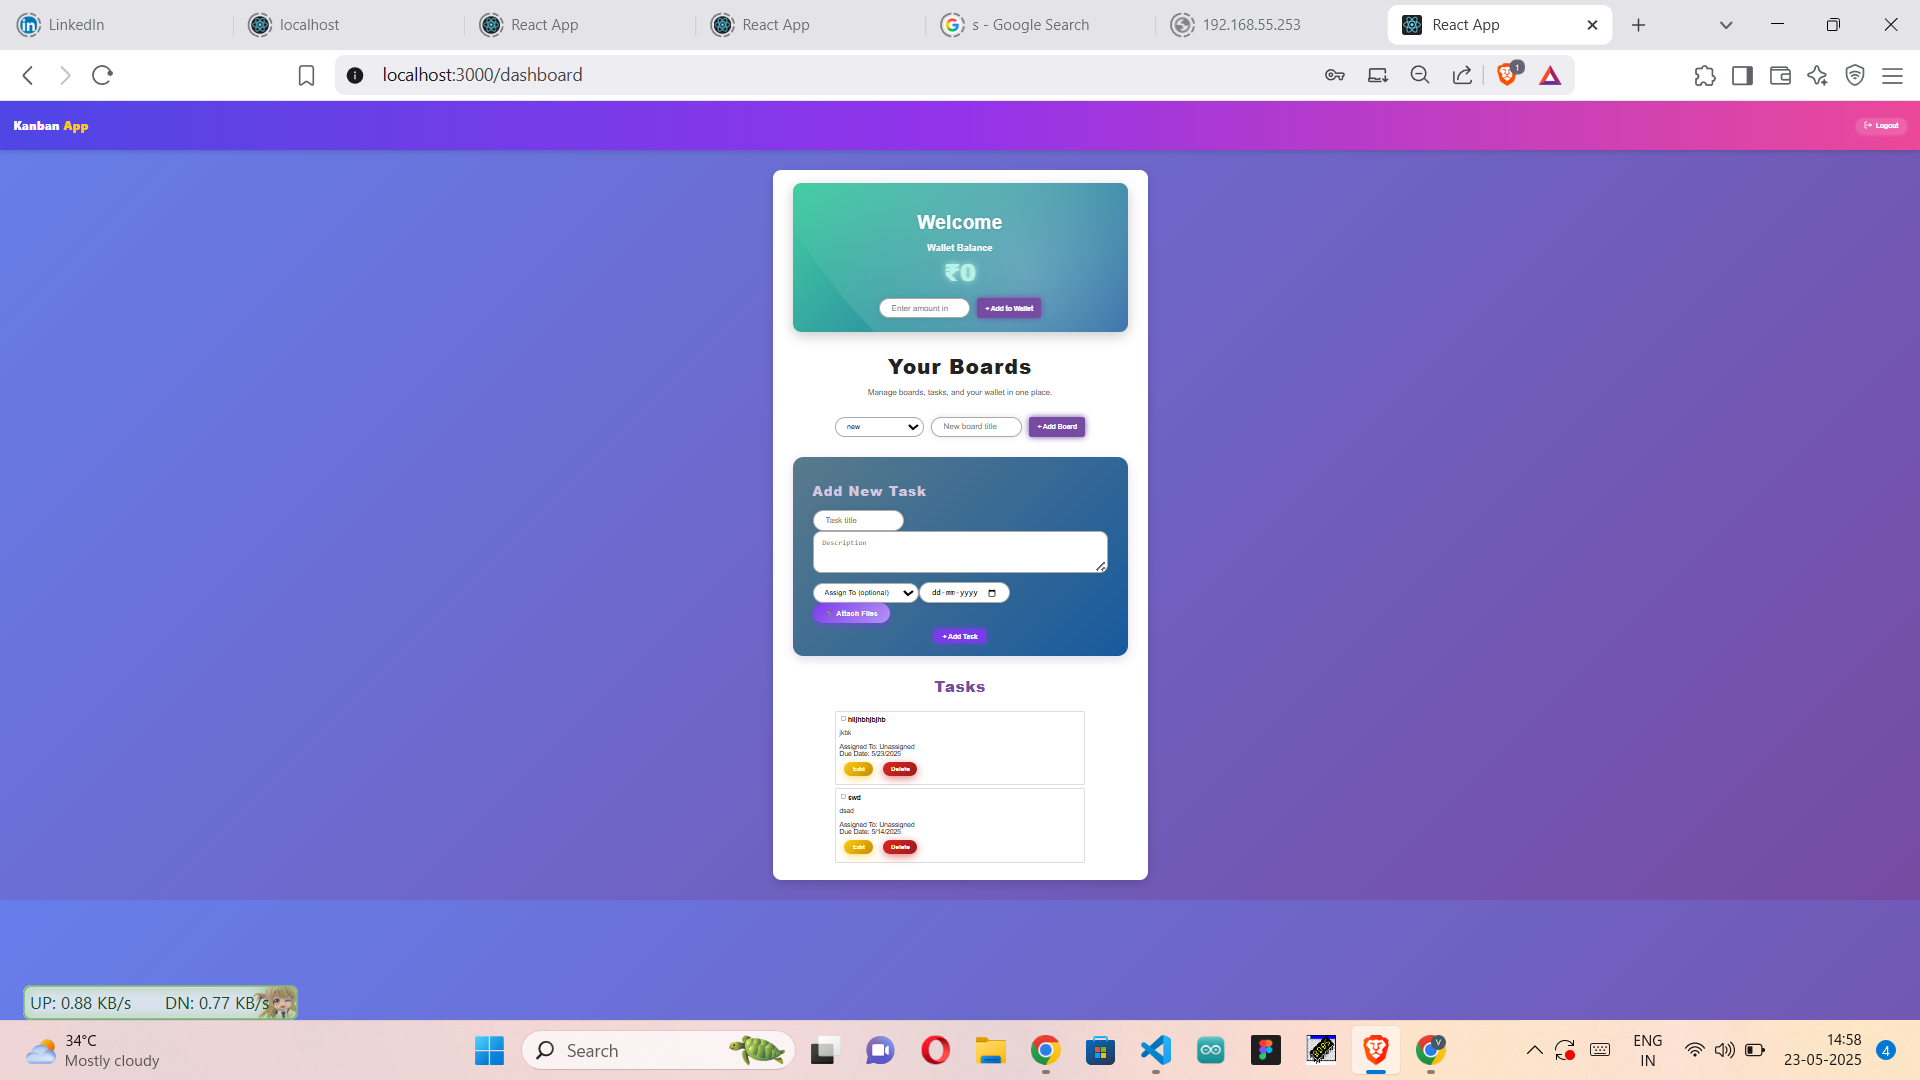 LinkedIn
localhost
React App
React App
s - Google Search
192.168.55.253
React App
localhost:3000/dashboard
1
Kanban App
Logout
Welcome
Wallet Balance
₹0
Enter amount in
+ Add to Wallet
Your Boards
Manage boards, tasks, and your wallet in one place.
new
New board title
+ Add Board
Add New Task
Task title
Description
Assign To (optional)
dd-mm-yyyy
Attach Files
+ Add Task
Tasks
hiijhbhjbjhb
jkbk
Assigned To: Unassigned
Due Date: 5/23/2025
Edit Delete
swd
dsad
Assigned To: Unassigned
Due Date: 5/14/2025
Edit Delete
UP: 0.88 KB/s DN: 0.77 KB/s
34°C
Mostly cloudy
Search
ENG
IN
14:58
23-05-2025
4